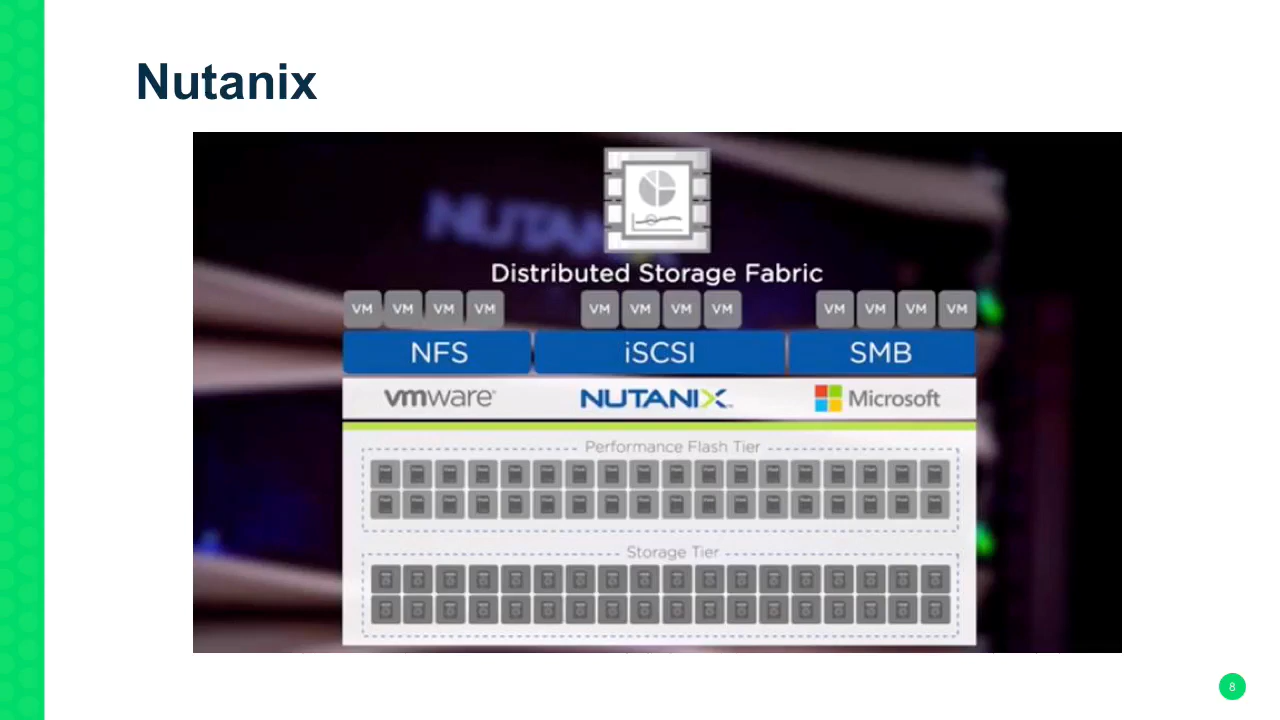 Nutanix
NUTAN
Distributed Storage Fabric
VM VM VM VM VM VM VM VM VM VM VM VM
NFS iSCSI SMB
vmware NUTANIX Microsoft
Performance Flash Tier
Storage Tier
8